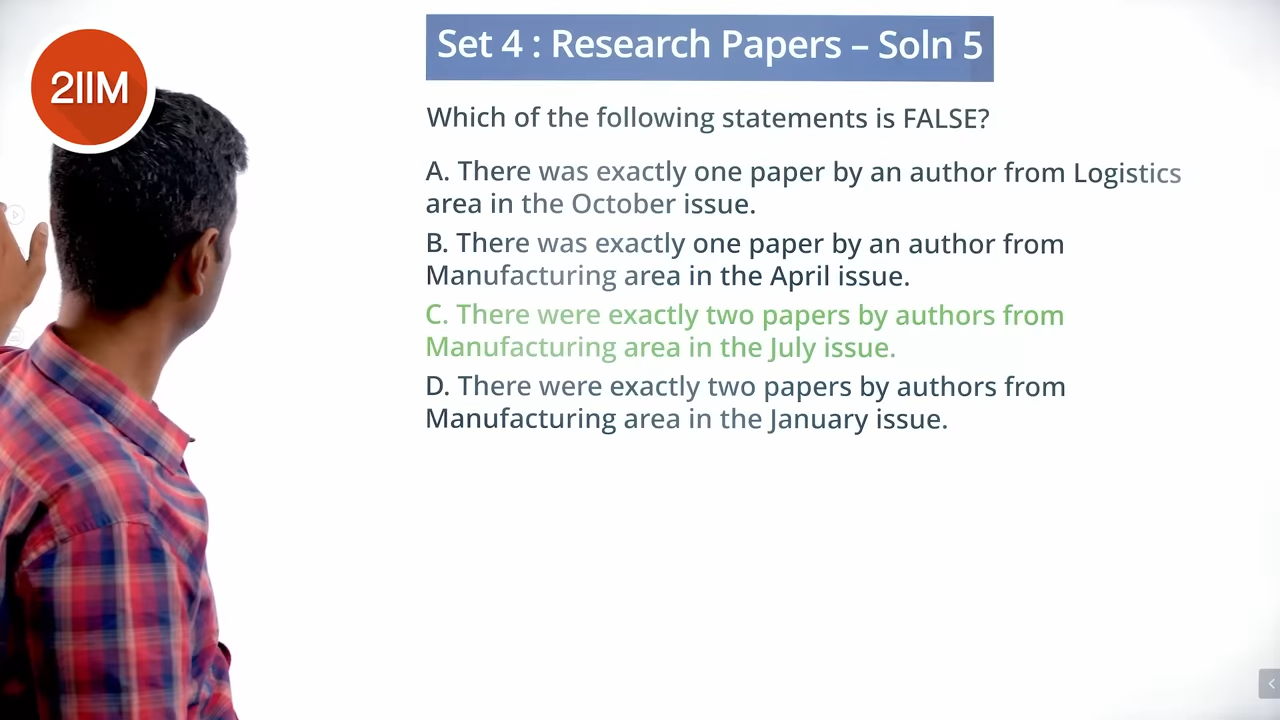 2IIM
Set 4 : Research Papers – Soln 5
Which of the following statements is FALSE?
A. There was exactly one paper by an author from Logistics
area in the October issue.
B. There was exactly one paper by an author from
Manufacturing area in the April issue.
C. There were exactly two papers by authors from
Manufacturing area in the July issue.
D. There were exactly two papers by authors from
Manufacturing area in the January issue.